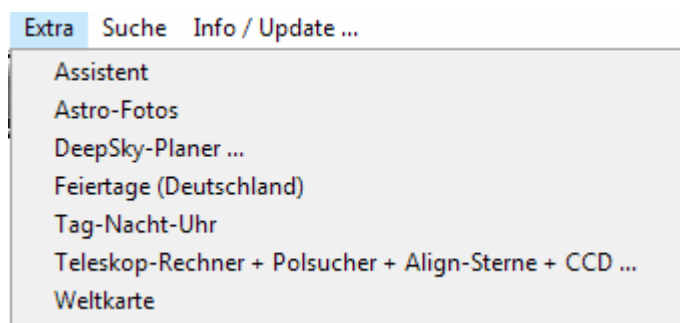 Extra Suche Info / Update ...
Assistent
Astro-Fotos
DeepSky-Planer ...
Feiertage (Deutschland)
Tag-Nacht-Uhr
Teleskop-Rechner + Polsucher + Align-Sterne + CCD ...
Weltkarte